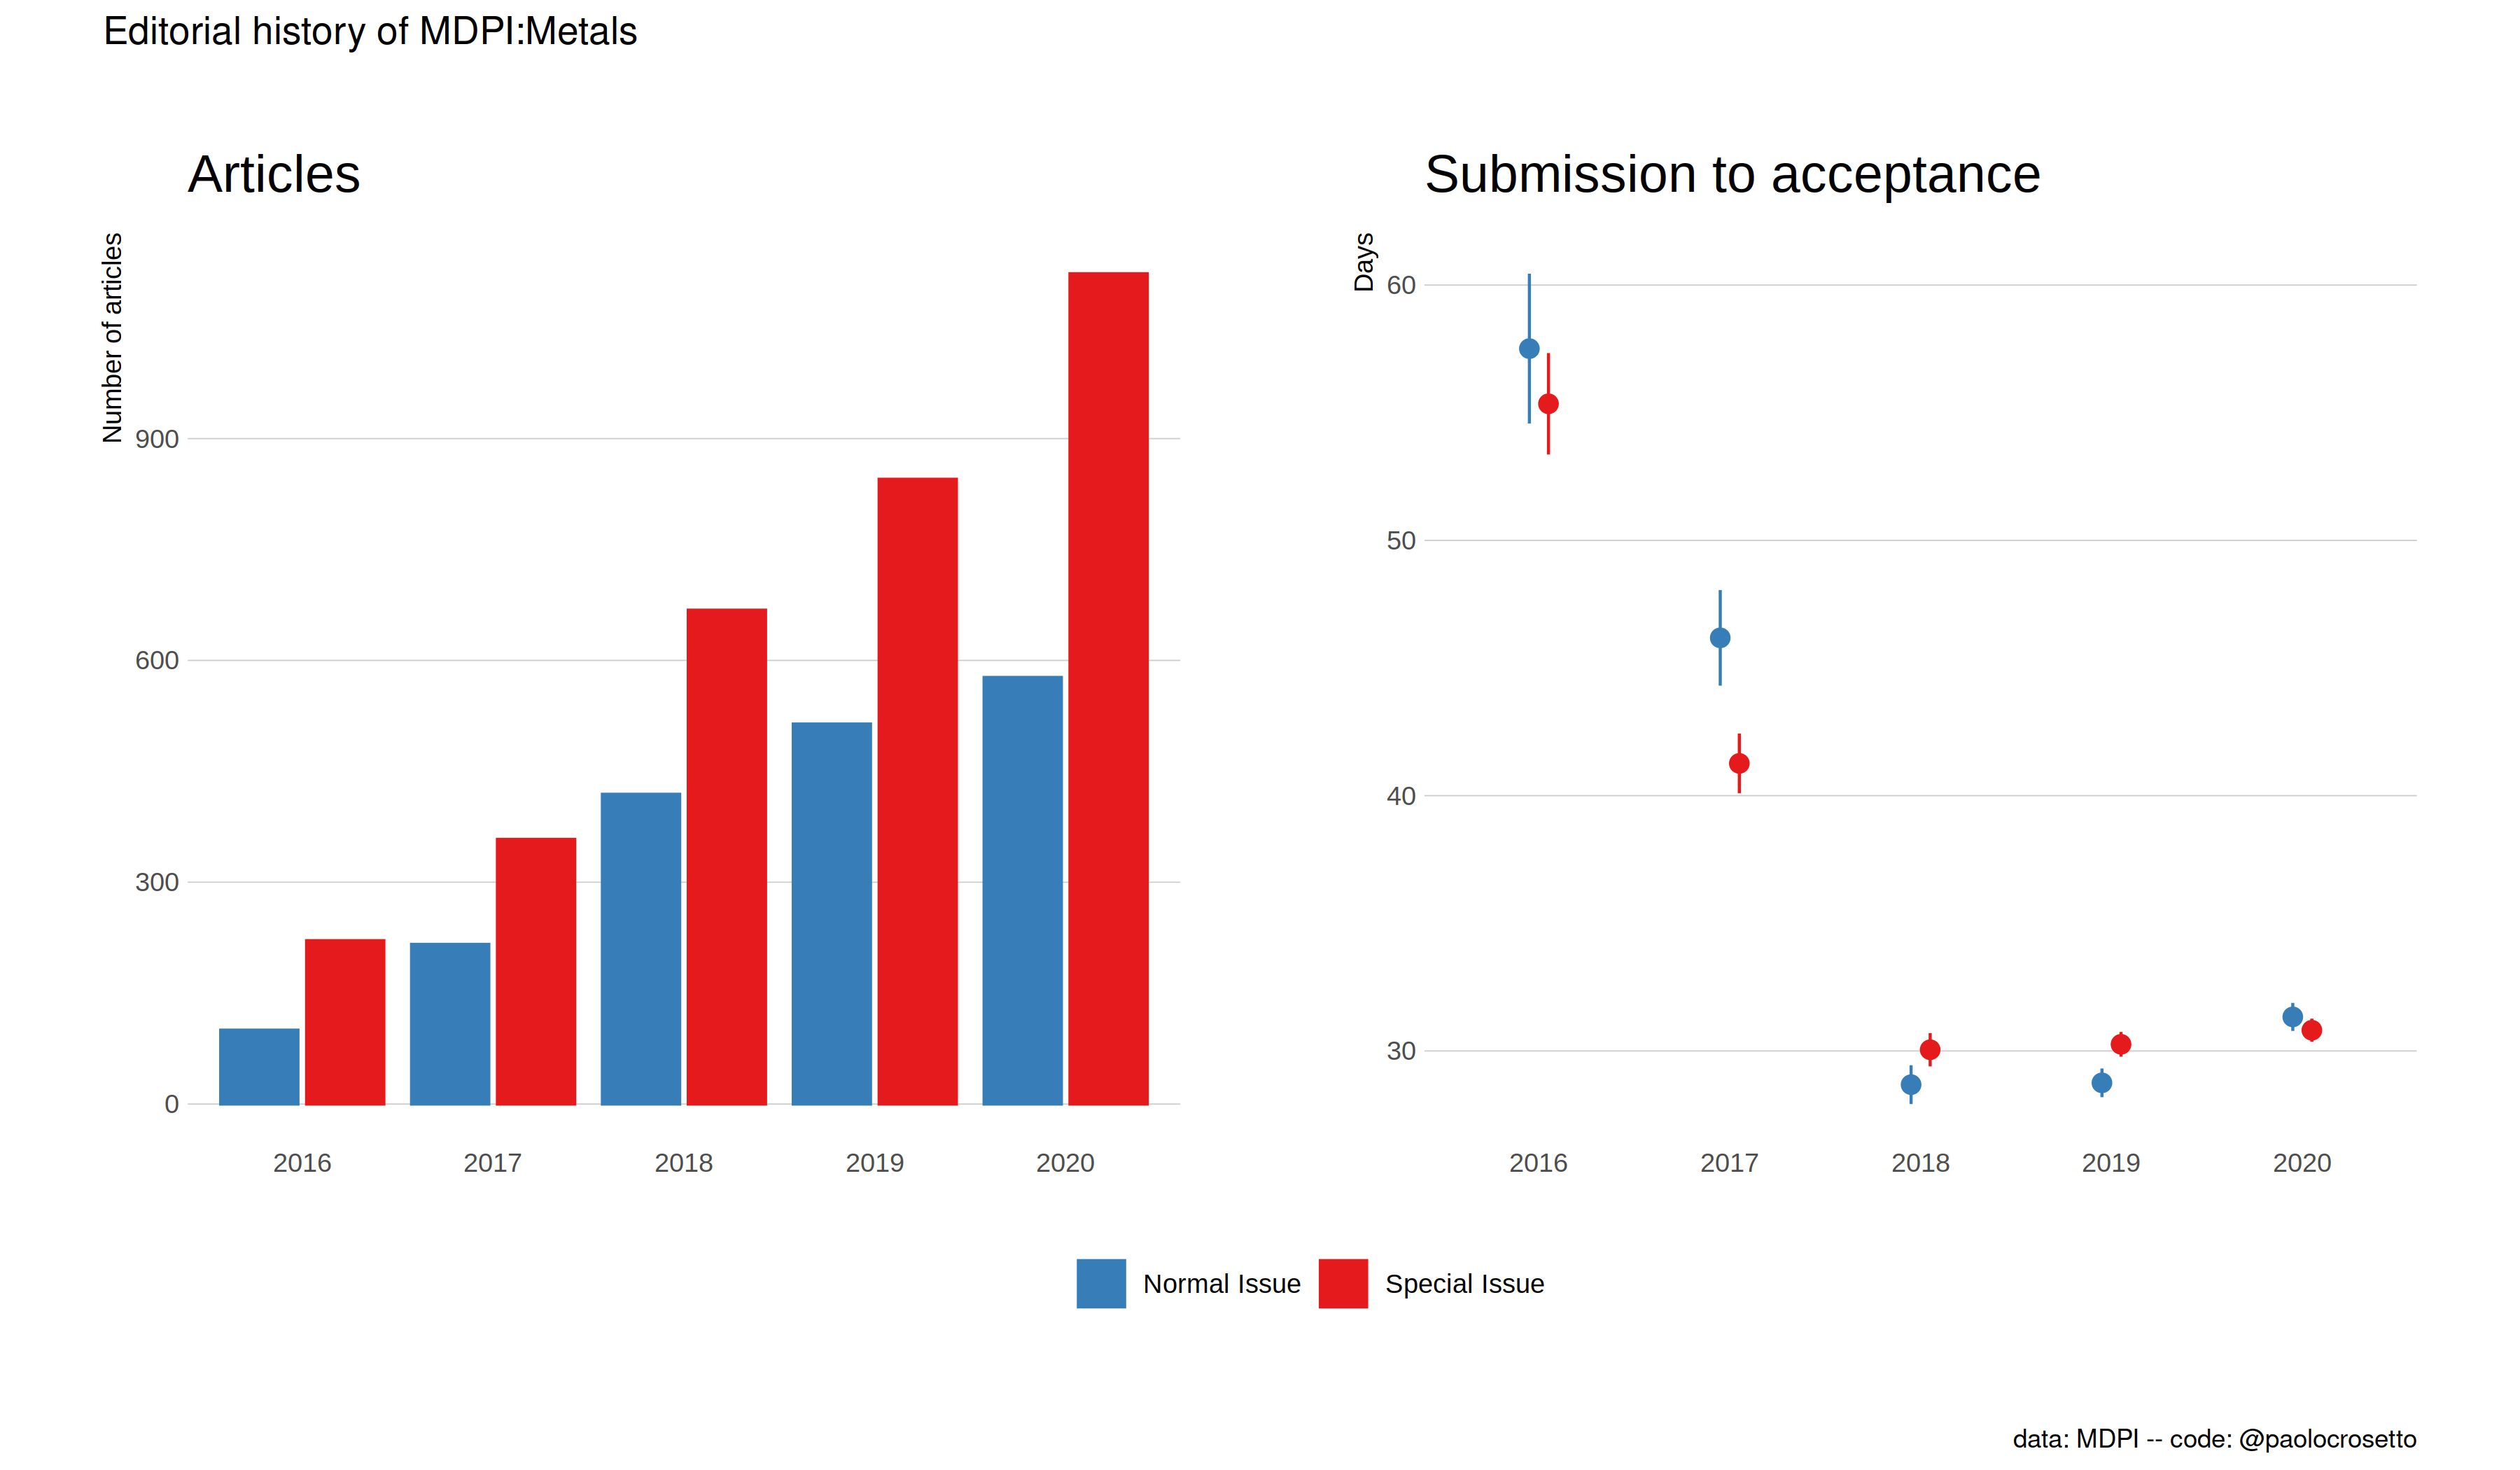 Editorial history of MDPI:Metals
Articles
Number of articles
900
600
300
0
2016 2017 2018 2019 2020
Submission to acceptance
Days
60
50
40
30
2016 2017 2018 2019 2020
Normal Issue Special Issue
data: MDPI -- code: @paolocrosetto